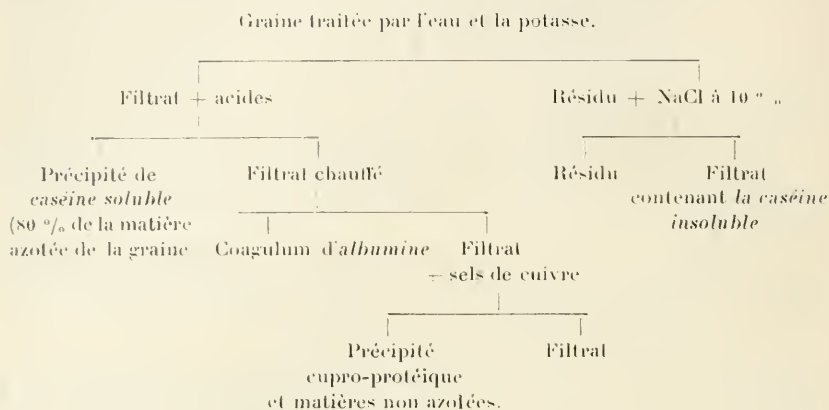 Graine traitée par l'eau et la potasse.
Filtrat + acides
Résidu + NaCl à 10 %
Précipité de
caséine soluble
(80 % de la matière
azotée de la graine
Filtrat chauffé
Résidu
Filtrat
contenant la caséine
insoluble
Coagulum d'albumine
Filtrat
+ sels de cuivre
Précipité
cupro-protéique
et matières non azotées.
Filtrat